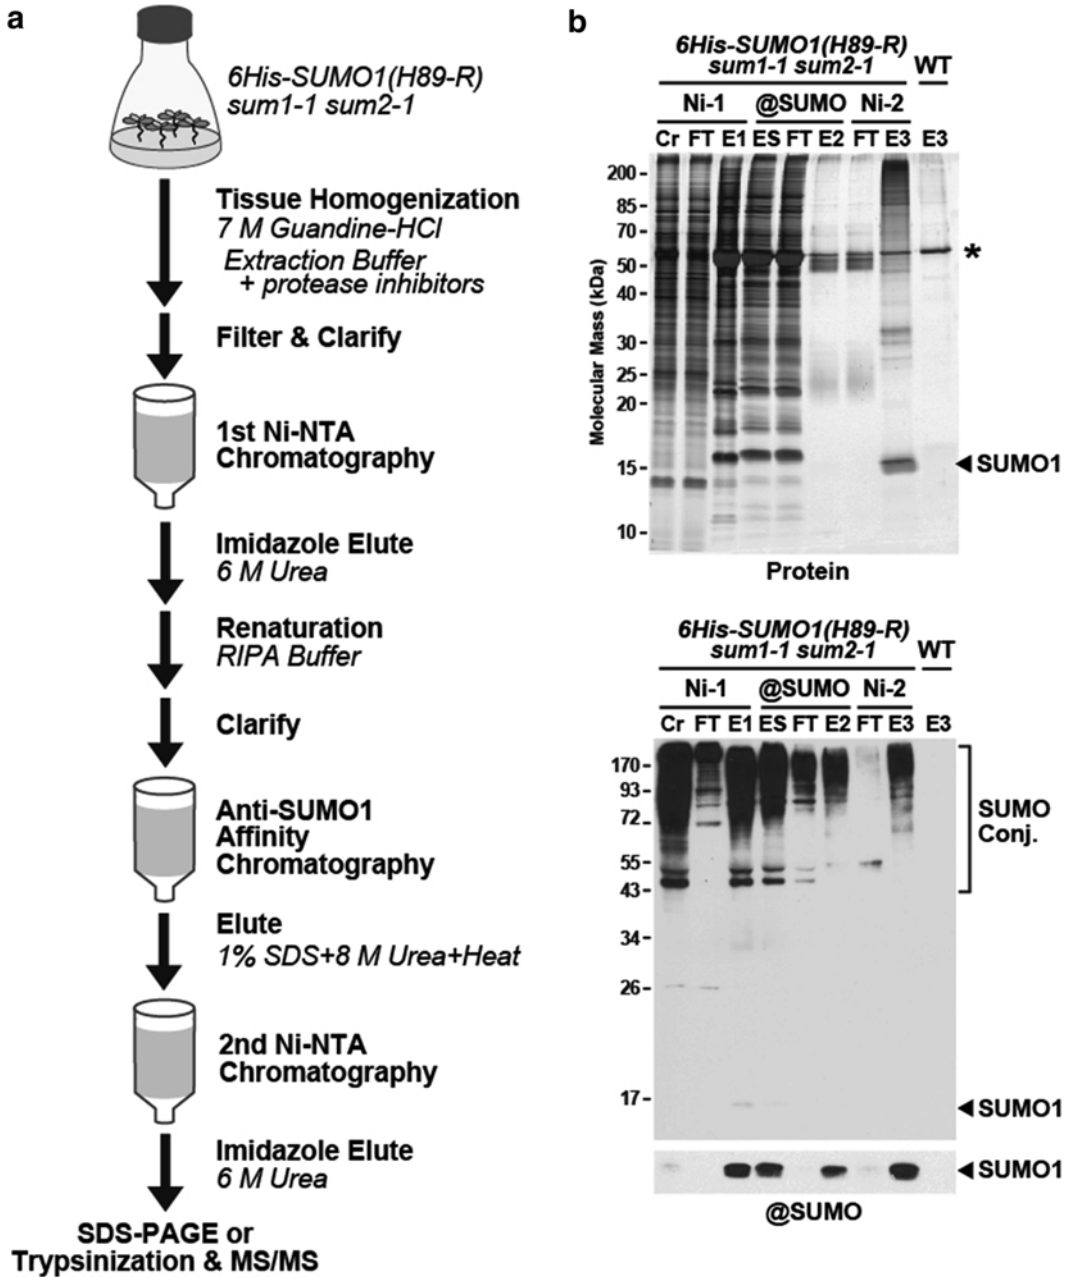 a
6His-SUMO1(H89-R)
sum1-1 sum2-1
Tissue Homogenization
7 M Guandine-HCl
Extraction Buffer
+ protease inhibitors
Filter & Clarify
1st Ni-NTA
Chromatography
Imidazole Elute
6 M Urea
Renaturation
RIPA Buffer
Clarify
Anti-SUMO1
Affinity
Chromatography
Elute
1% SDS+8 M Urea+Heat
2nd Ni-NTA
Chromatography
Imidazole Elute
6 M Urea
SDS-PAGE or
Trypsinization & MS/MS
b
6His-SUMO1(H89-R)
sum1-1 sum2-1 WT
Ni-1 @SUMO Ni-2
Cr FT E1 ES FT E2 FT E3 E3
Molecular Mass (kDa)
200-
85-
70-
*
50-
40-
30-
25-
20-
15-
◄SUMO1
10-
Protein
6His-SUMO1(H89-R)
sum1-1 sum2-1 WT
Ni-1 @SUMO Ni-2
Cr FT E1 ES FT E2 FT E3 E3
170-
93-
72-
55-
43-
SUMO
Conj.
34-
26-
17-
◄SUMO1
◄SUMO1
@SUMO